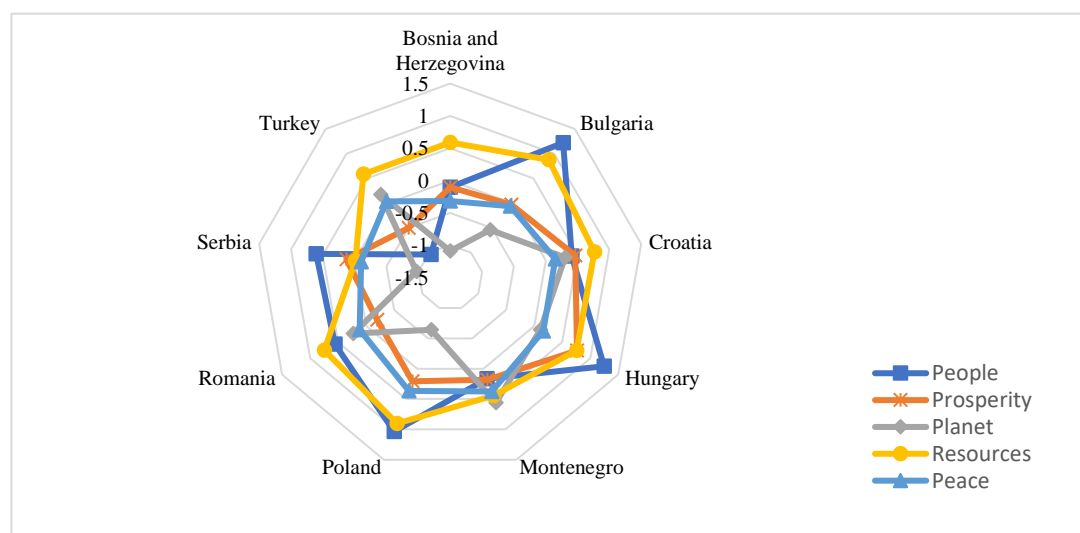 Bosnia and
Herzegovina
1.5
1
0.5
0
-0.5
-1
-1.5
Bulgaria
Croatia
Hungary
Montenegro
Poland
Romania
Serbia
Turkey
People
Prosperity
Planet
Resources
Peace